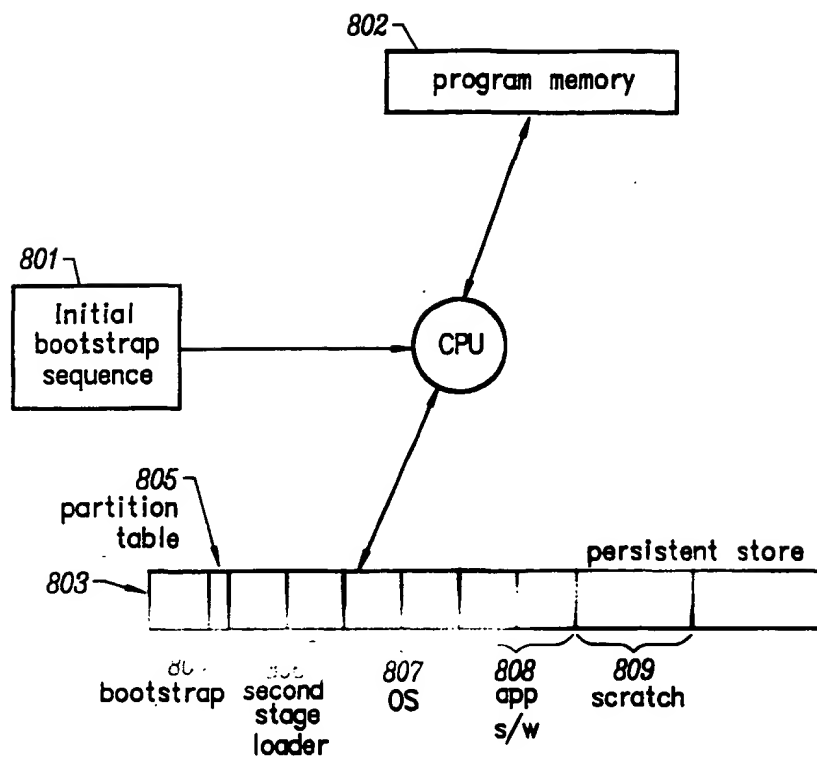 802
program memory
801
Initial
bootstrap
sequence
CPU
805
partition
table
persistent store
803
807
808
809
bootstrap
second
stage
loader
OS
app
s/w
scratch